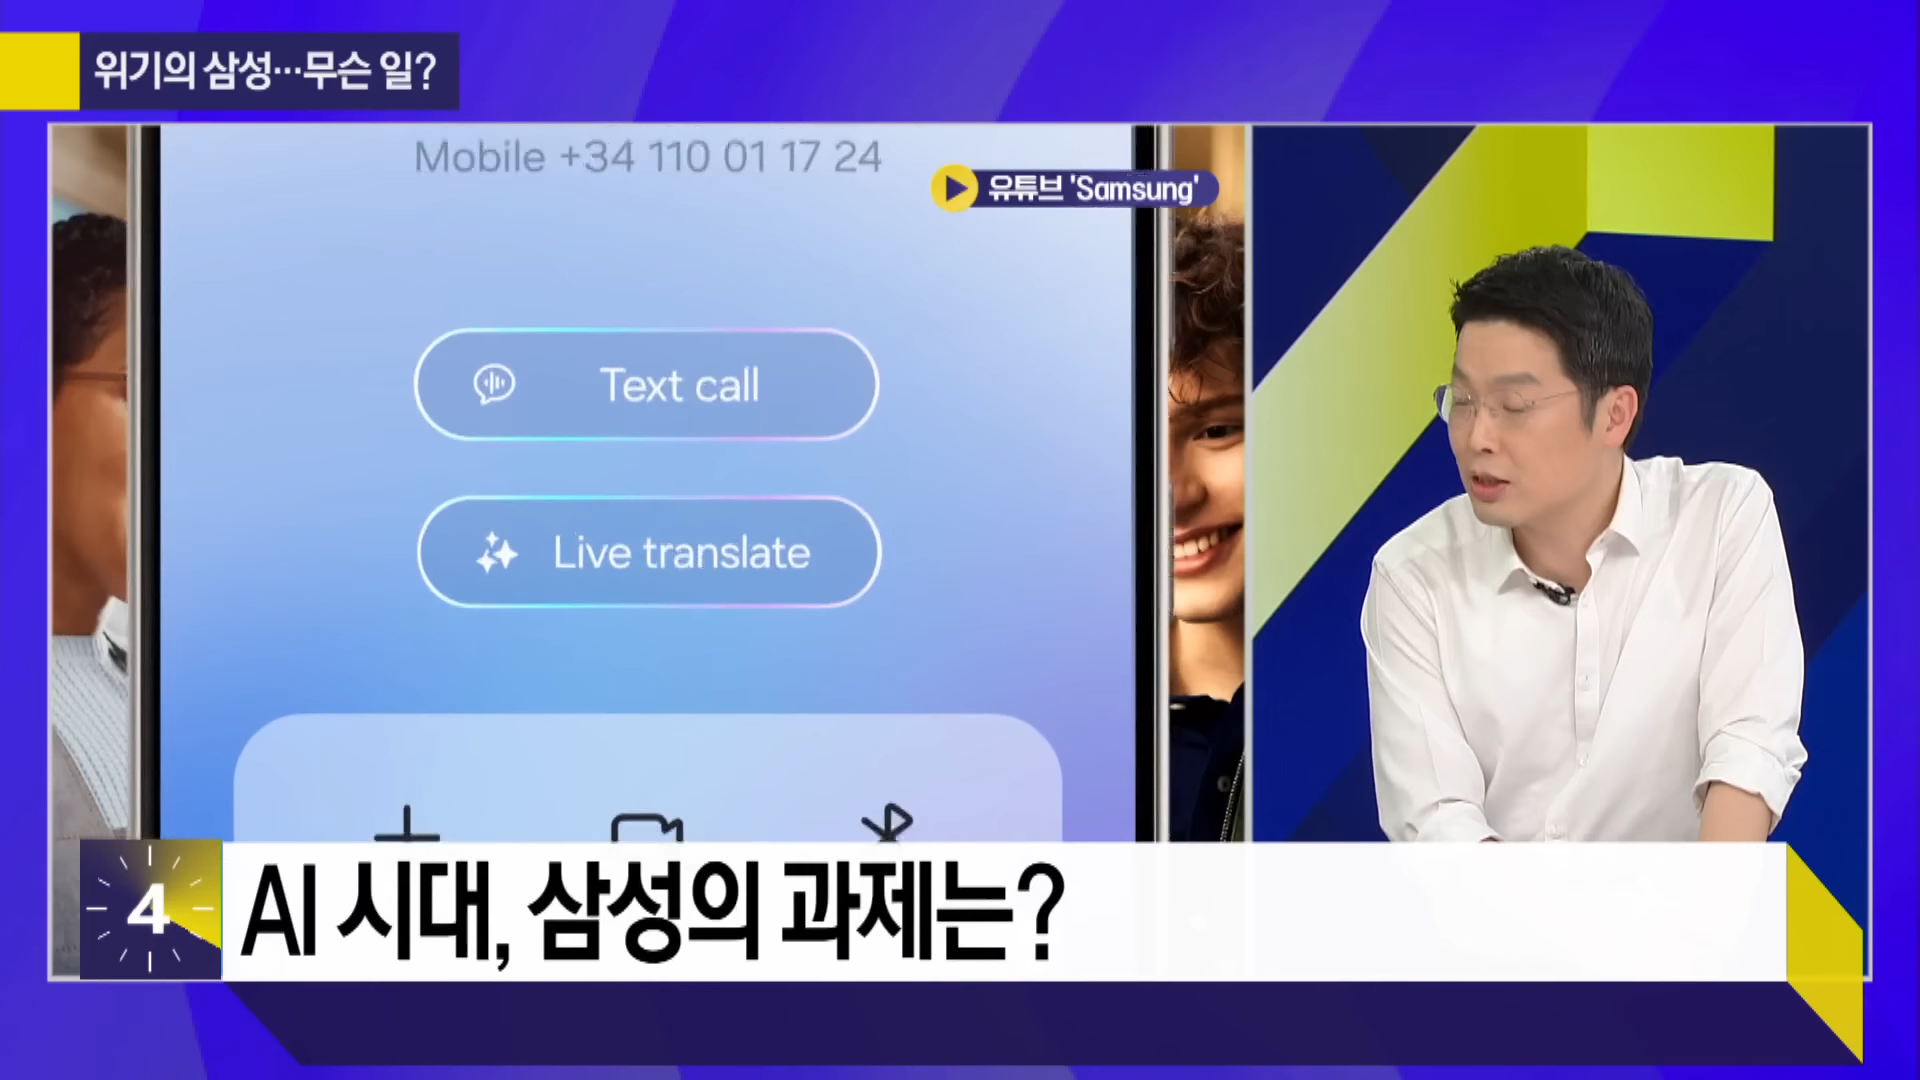 위기의 삼성…무슨 일?
Mobile +34 110 01 17 24
유튜브 'Samsung'
Text call
Live translate
4
AI 시대, 삼성의 과제는?